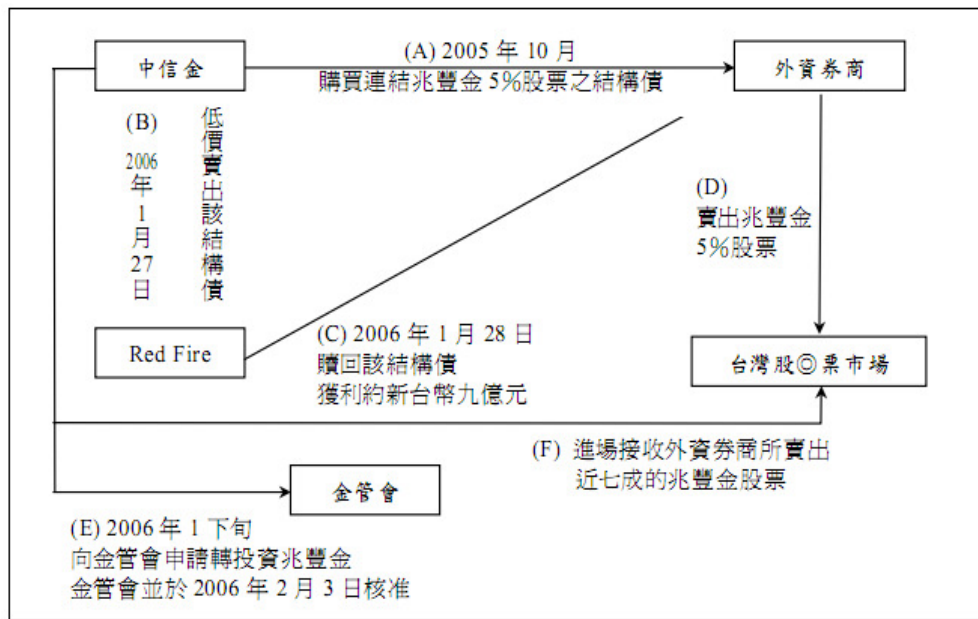 中信金
(A) 2005 年 10 月
購買連結兆豐金 5%股票之結構債
外資券商
(B) 2006年1月27日
低價賣出該結構債
(D)
賣出兆豐金
5%股票
Red Fire
(C) 2006 年 1 月 28 日
贖回該結構債
獲利約新台幣九億元
台灣股◎票市場
(F) 進場接收外資券商所賣出
近七成的兆豐金股票
金管會
(E) 2006 年 1 下旬
向金管會申請轉投資兆豐金
金管會並於 2006 年 2 月 3 日核准